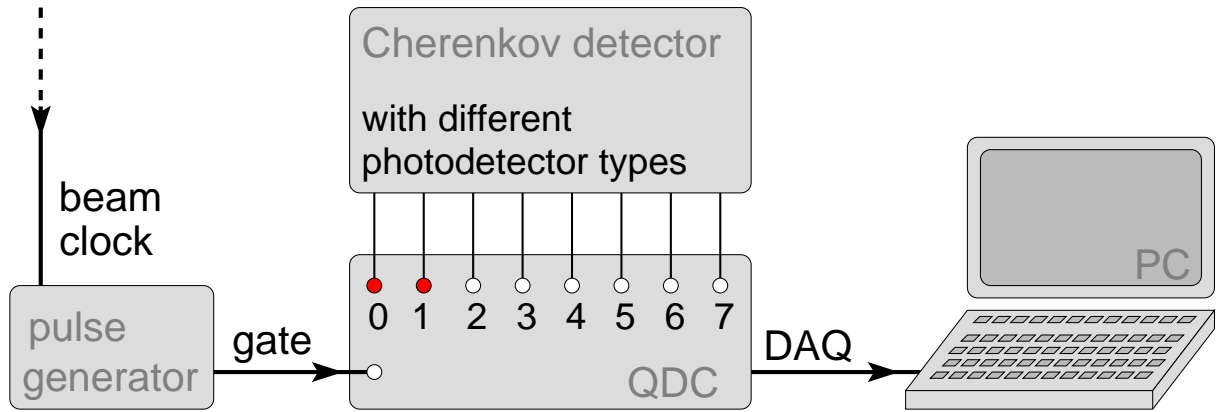 Cherenkov detector
with different
photodetector types
beam
clock
PC
0 1 2 3 4 5 6 7
pulse
generator
gate
QDC
DAQ